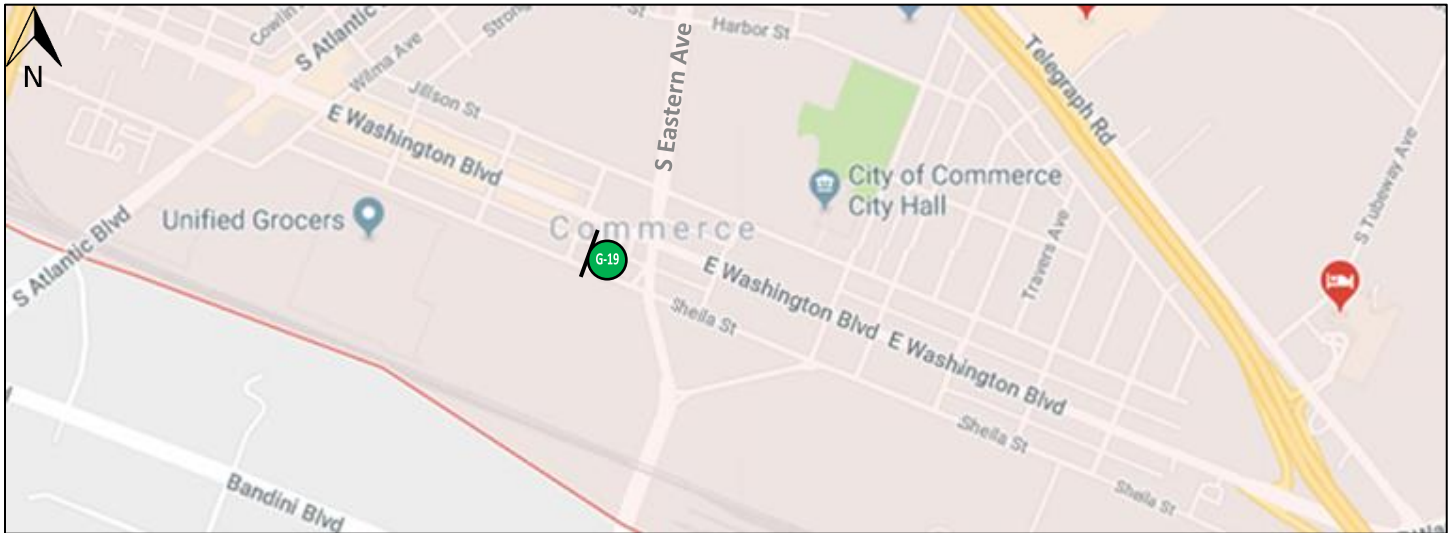 N
S Atlantic
Wilma Ave
Harbor St
S Eastern Ave
Telegraph Rd
Jillson St
E Washington Blvd
S Tubeway Ave
City of Commerce
City Hall
Unified Grocers
Commerce
Travers Ave
G-19
S Atlantic Blvd
E Washington Blvd
E Washington Blvd
Sheila St
Sheila St
Sheila St
Bandini Blvd